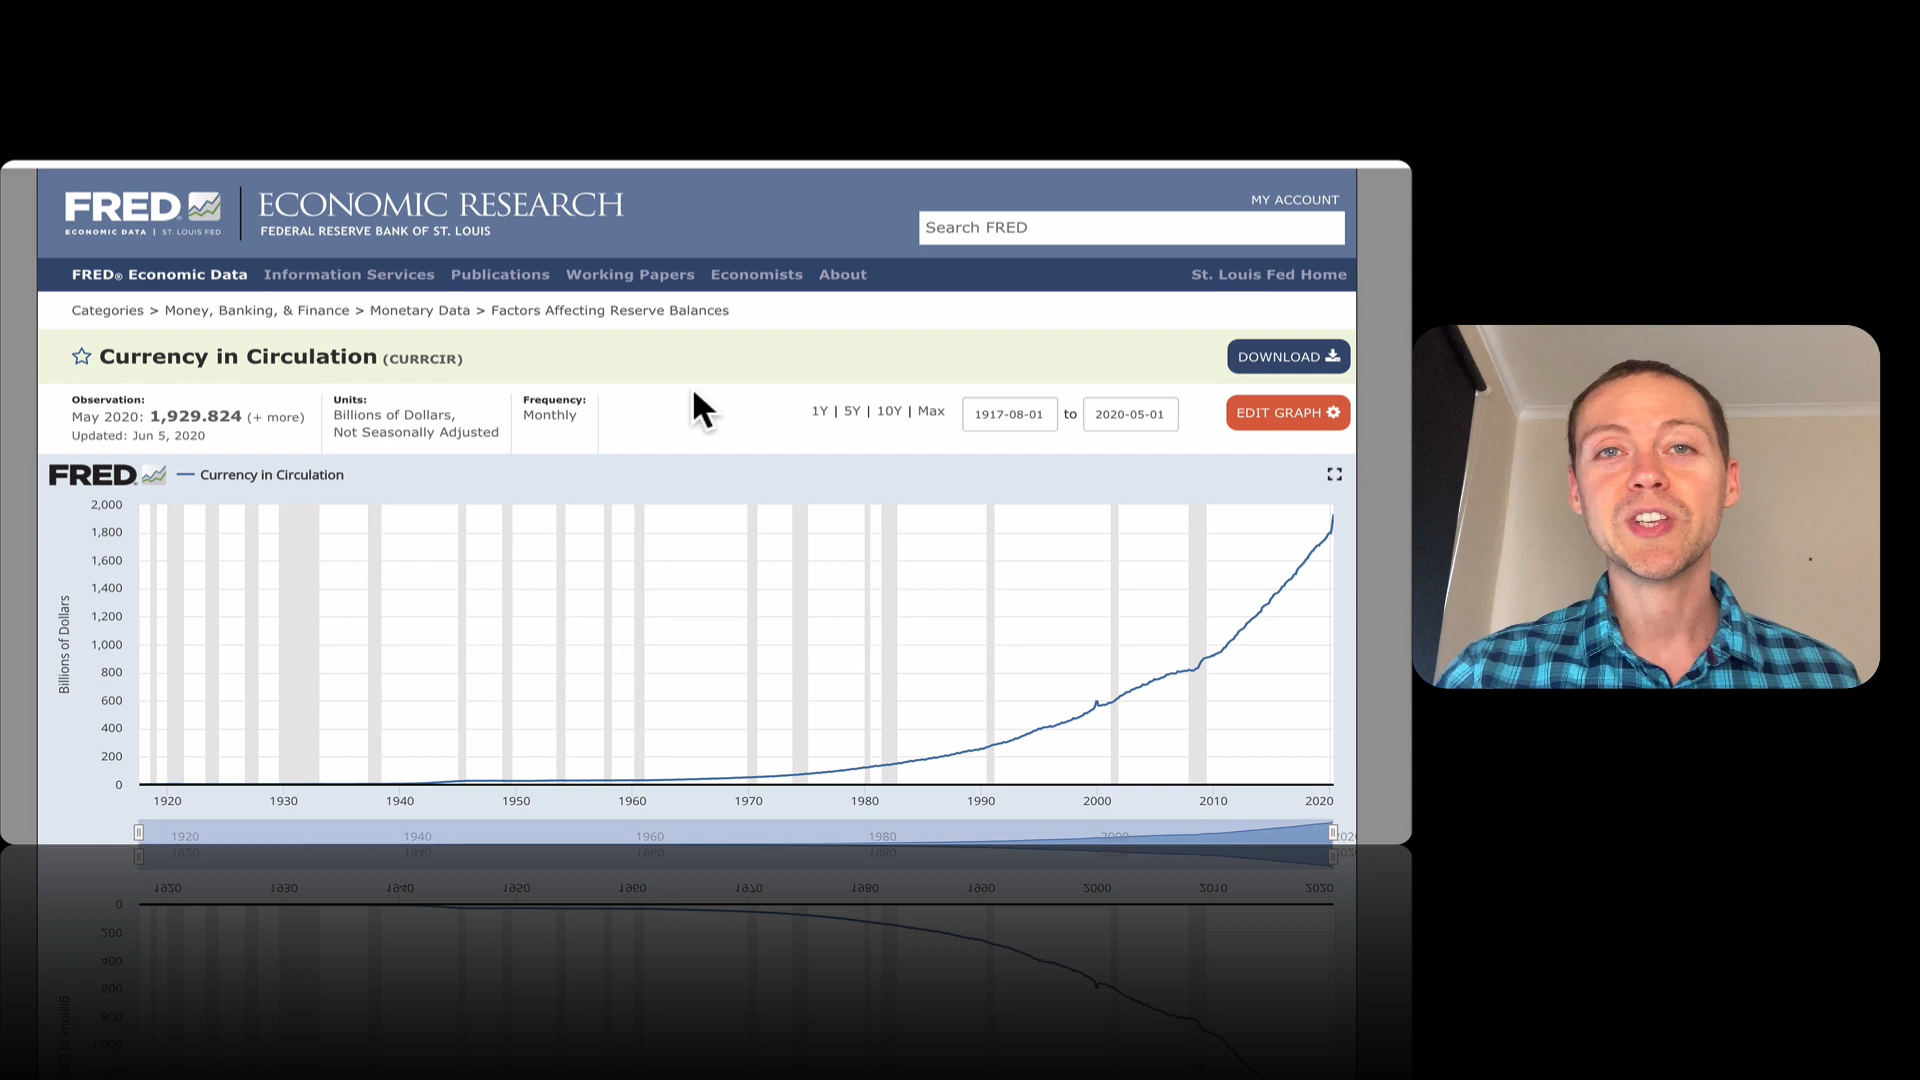 FRED
ECONOMIC DATA | ST. LOUIS FED
ECONOMIC RESEARCH
FEDERAL RESERVE BANK OF ST. LOUIS
MY ACCOUNT
Search FRED
FRED® Economic Data Information Services Publications Working Papers Economists About St. Louis Fed Home
Categories > Money, Banking, & Finance > Monetary Data > Factors Affecting Reserve Balances
Currency in Circulation (CURRCIR)
DOWNLOAD
Observation:
May 2020: 1,929.824 (+ more)
Updated: Jun 5, 2020
Units:
Billions of Dollars,
Not Seasonally Adjusted
Frequency:
Monthly
1Y | 5Y | 10Y | Max
1917-08-01 to 2020-05-01
EDIT GRAPH
FRED Currency in Circulation
Billions of Dollars
2,000
1,800
1,600
1,400
1,200
1,000
800
600
400
200
0
1920 1930 1940 1950 1960 1970 1980 1990 2000 2010 2020
1920 1940 1960 1980 2000 2020